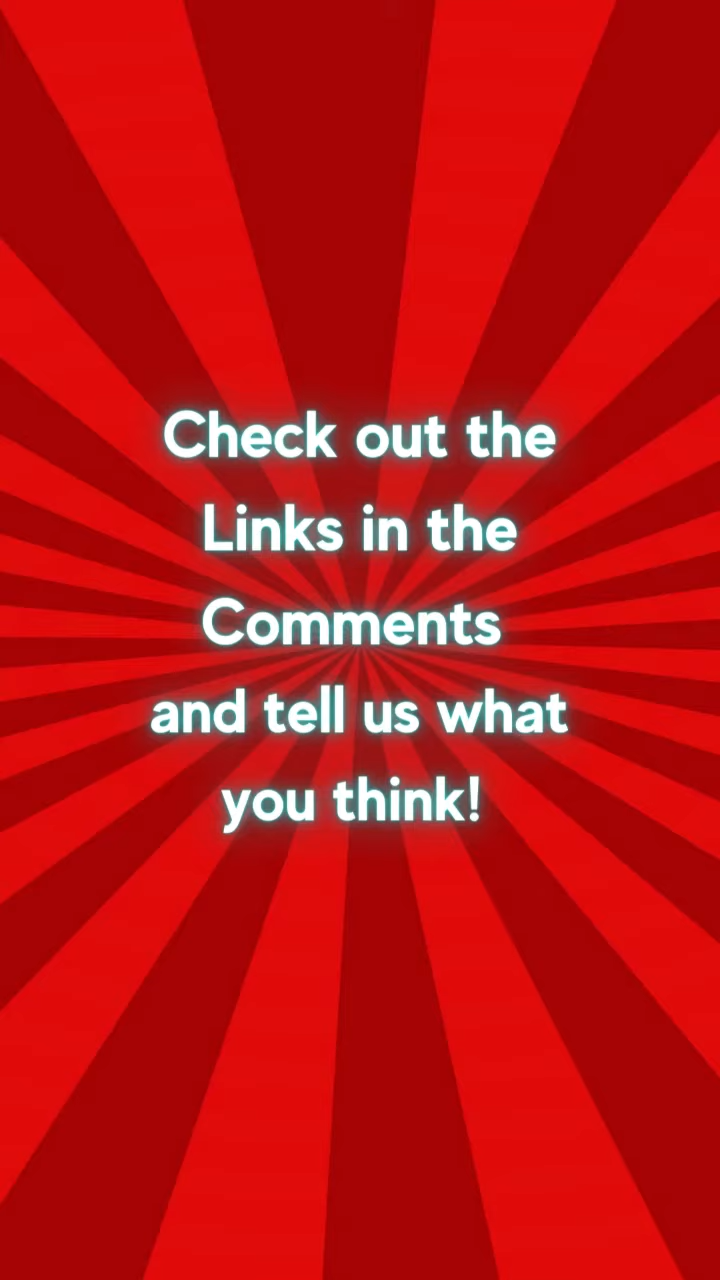 Check out the
Links in the
Comments
and tell us what
you think!